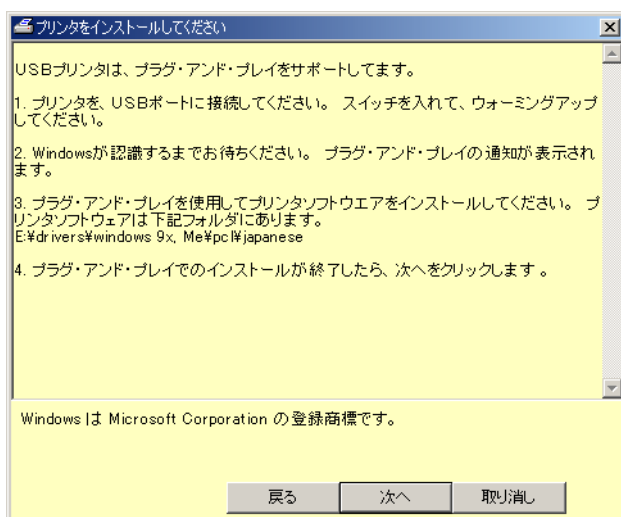 プリンタをインストールしてください
USBプリンタは、プラグ・アンド・プレイをサポートしてます。
1. プリンタを、USBポートに接続してください。 スイッチを入れて、ウォーミングアップ
してください。
2. Windowsが認識するまでお待ちください。 プラグ・アンド・プレイの通知が表示され
ます。
3. プラグ・アンド・プレイを使用してプリンタソフトウエアをインストールしてください。 プ
リンタソフトウェアは下記フォルダにあります。
E:¥drivers¥windows 9x, Me¥pcl¥japanese
4. プラグ・アンド・プレイでのインストールが終了したら、次へをクリックします 。
Windows は Microsoft Corporation の登録商標です。
戻る 次へ 取り消し